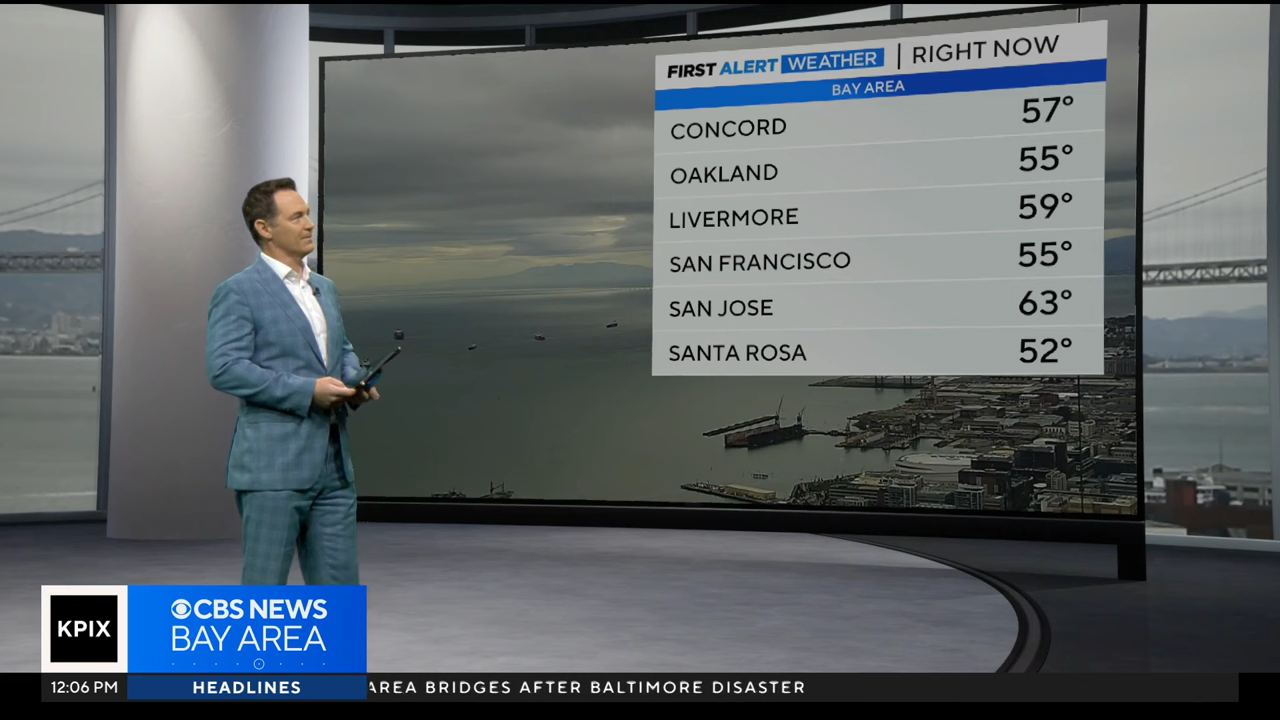 FIRST ALERT WEATHER | RIGHT NOW
BAY AREA
CONCORD 57°
OAKLAND 55°
LIVERMORE 59°
SAN FRANCISCO 55°
SAN JOSE 63°
SANTA ROSA 52°
KPIX
CBS NEWS
BAY AREA
12:06 PM HEADLINES AREA BRIDGES AFTER BALTIMORE DISASTER